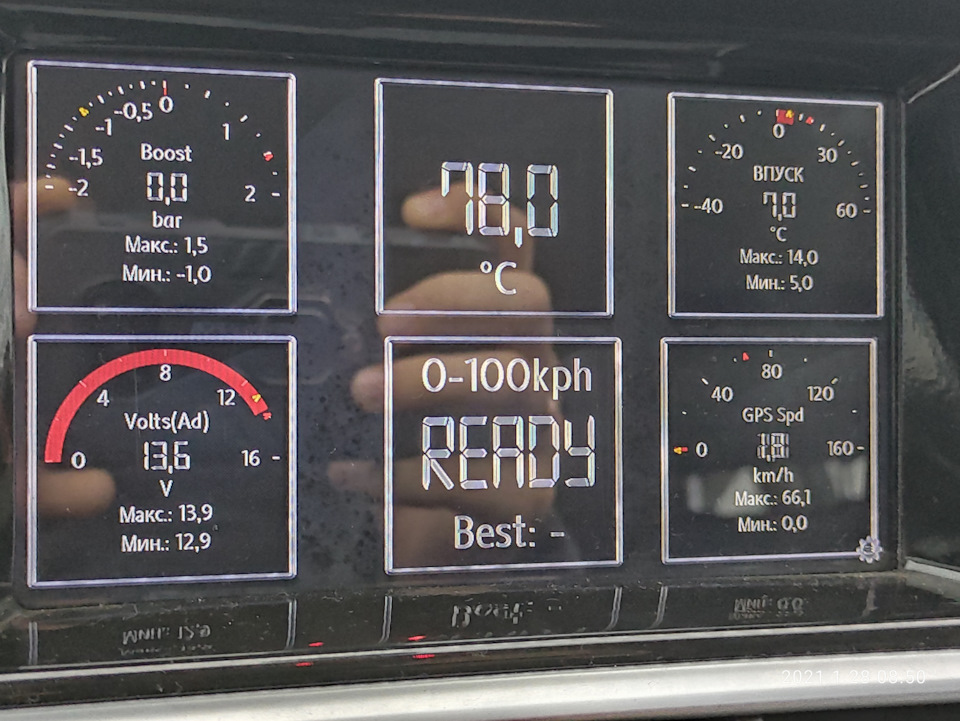 -2
-1,5
-1
-0,5
0
1
2
Boost
0,0
bar
Макс.: 1,5
Мин.: -1,0
78,0
°C
-40
-20
0
30
60
ВПУСК
7,0
°C
Макс.: 14,0
Мин.: 5,0
0
4
8
12
16
Volts(Ad)
13,6
V
Макс.: 13,9
Мин.: 12,9
0-100kph
READY
Best: -
0
40
80
120
160
GPS Spd
km/h
Макс.: 66,1
Мин.: 0,0